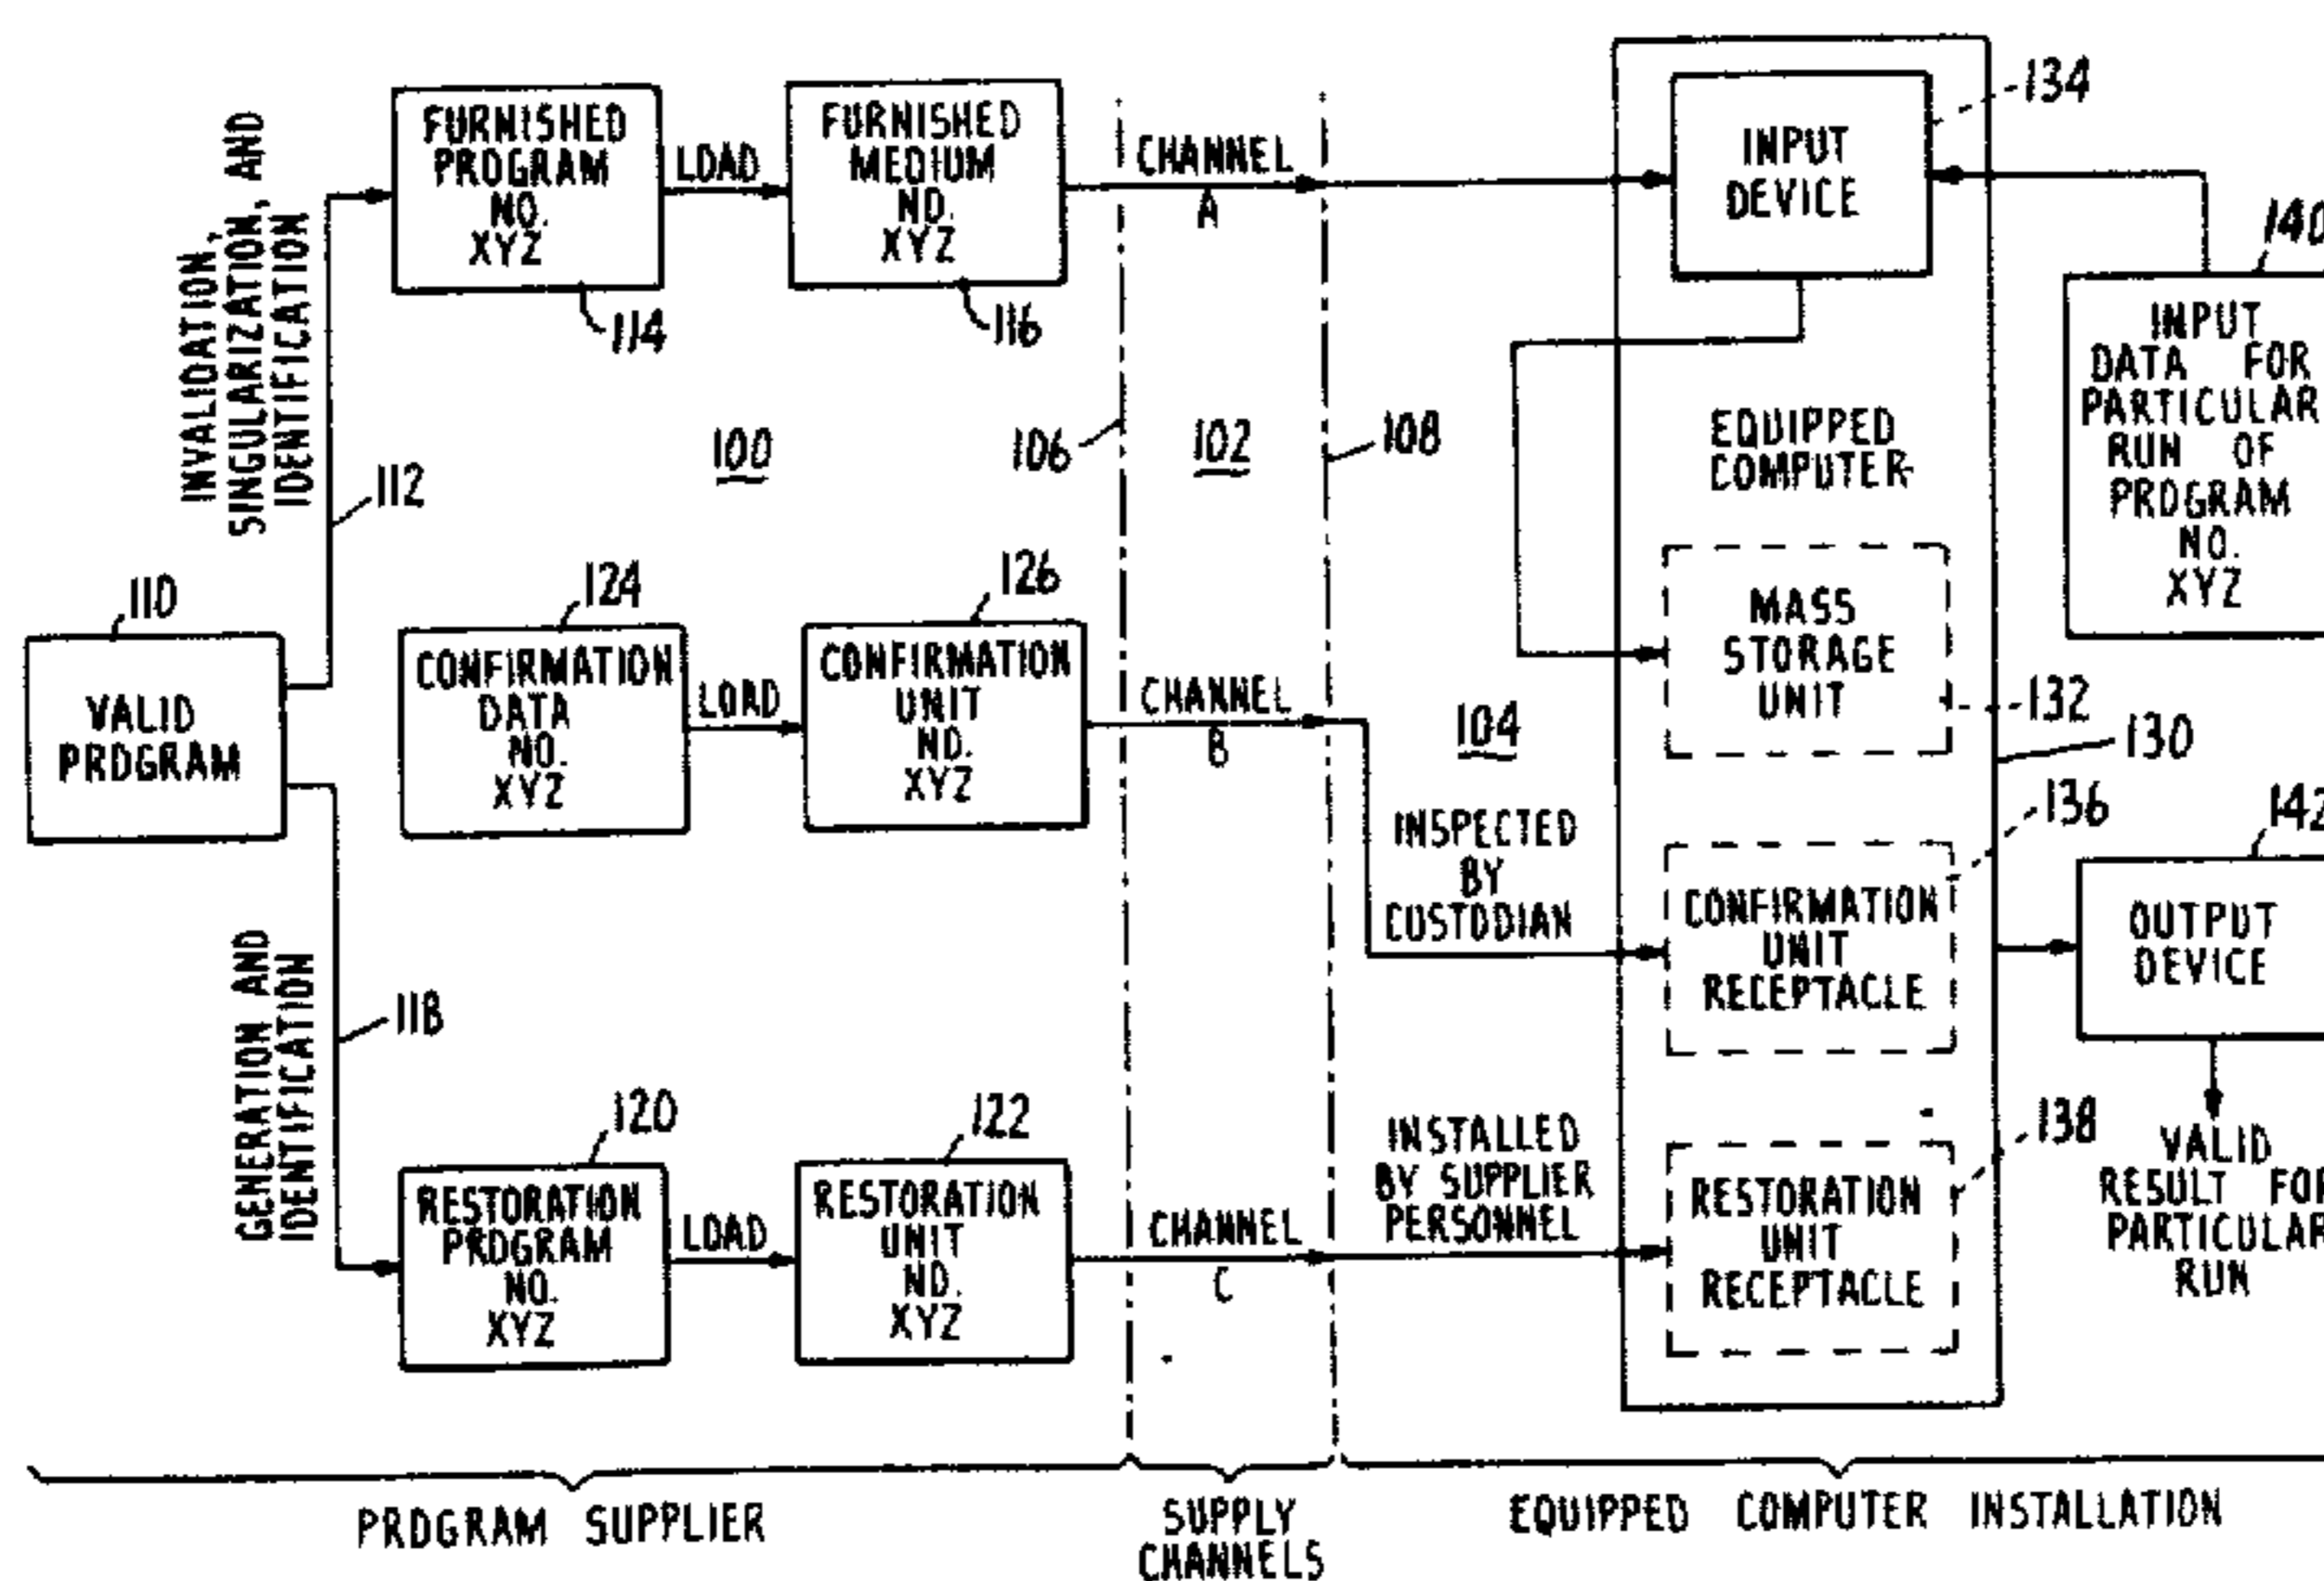 INVALIDATION,
SINGULARIZATION, AND
IDENTIFICATION
112
FURNISHED
PROGRAM
NO.
XYZ
114
LOAD
FURNISHED
MEDIUM
NO.
XYZ
116
CHANNEL
A
INPUT
DEVICE
134
140
INPUT
DATA FOR
PARTICULAR
RUN OF
PROGRAM
NO.
XYZ
100
106
102
108
EQUIPPED
COMPUTER
110
VALID
PROGRAM
124
CONFIRMATION
DATA
NO.
XYZ
LOAD
126
CONFIRMATION
UNIT
NO.
XYZ
CHANNEL
B
104
MASS
STORAGE
UNIT
132
130
INSPECTED
BY
CUSTODIAN
136
CONFIRMATION
UNIT
RECEPTACLE
142
OUTPUT
DEVICE
GENERATION AND
IDENTIFICATION
118
120
RESTORATION
PROGRAM
NO.
XYZ
LOAD
122
RESTORATION
UNIT
NO.
XYZ
CHANNEL
C
INSTALLED
BY SUPPLIER
PERSONNEL
138
RESTORATION
UNIT
RECEPTACLE
VALID
RESULT FOR
PARTICULAR
RUN
PROGRAM SUPPLIER
SUPPLY
CHANNELS
EQUIPPED COMPUTER INSTALLATION